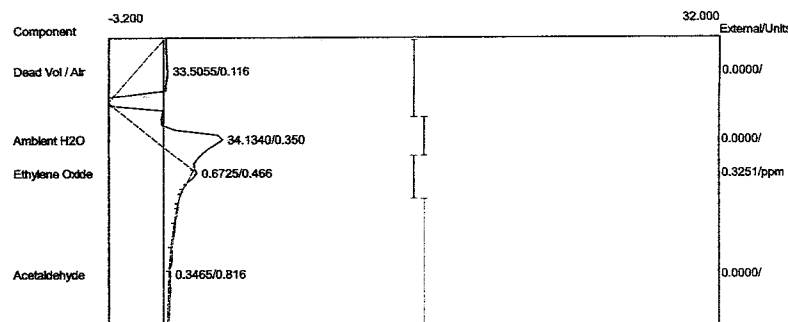 -3.200 32.000
Component External/Units
Dead Vol / Air 33.5055/0.116 0.0000/
Ambient H2O 34.1340/0.350 0.0000/
Ethylene Oxide 0.6725/0.466 0.3251/ppm
Acetaldehyde 0.3465/0.816 0.0000/